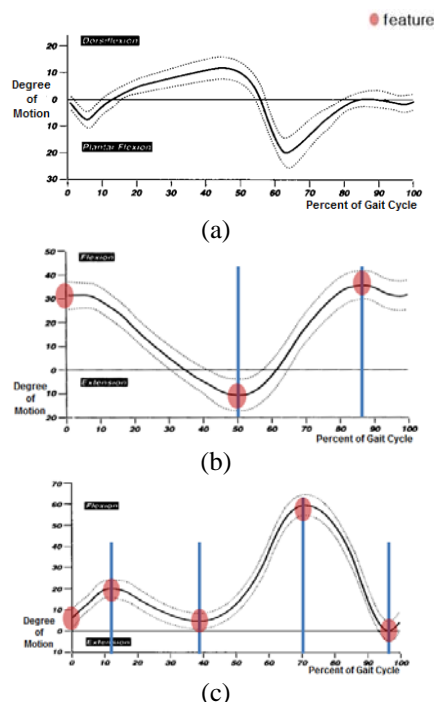 feature
Dorsiflexion
20
10
0
10
20
30
Degree
of
Motion
Plantar Flexion
0 10 20 30 40 50 60 70 80 90 100
Percent of Gait Cycle
(a)
Flexion
50
40
30
20
10
0
10
20
Extension
Degree
of
Motion
0 10 20 30 40 50 60 70 80 90 100
Percent of Gait Cycle
(b)
70
60
50
40
30
20
10
0
10
Flexion
Degree
of
Motion
Extension
0 10 20 30 40 50 60 70 80 90 100
Percent of Gait Cycle
(c)